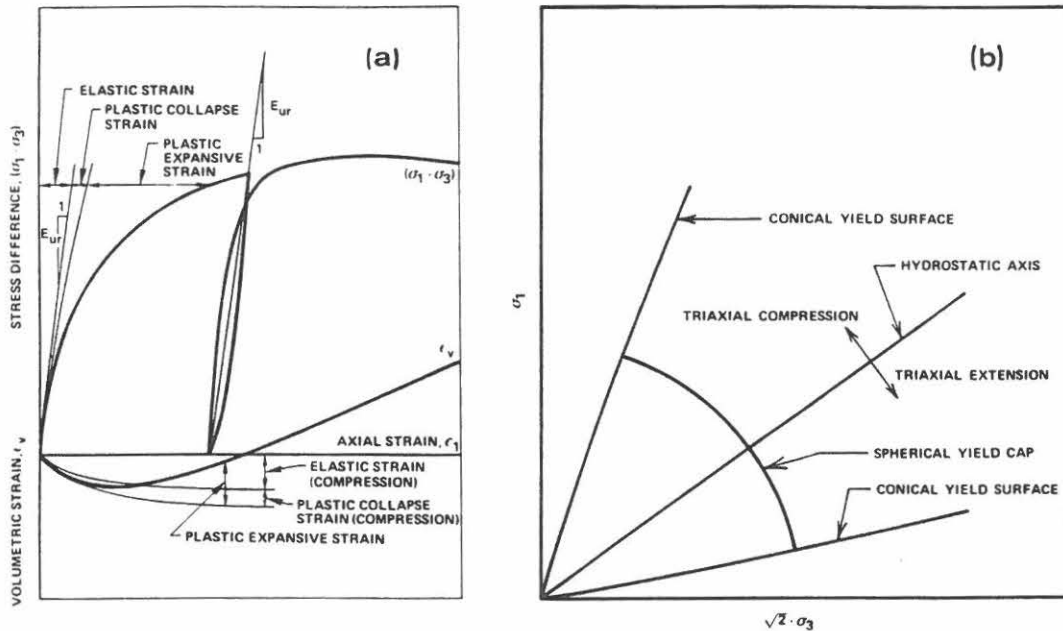 (a)
ELASTIC STRAIN
PLASTIC COLLAPSE
STRAIN
PLASTIC
EXPANSIVE
STRAIN
E_ur
1
(σ₁ · σ₃)
1
E_ur
STRESS DIFFERENCE, (σ₁ · σ₃)
ϵ_v
AXIAL STRAIN, ϵ₁
ELASTIC STRAIN
(COMPRESSION)
PLASTIC COLLAPSE
STRAIN (COMPRESSION)
PLASTIC EXPANSIVE STRAIN
VOLUMETRIC STRAIN, ϵ_v
(b)
CONICAL YIELD SURFACE
HYDROSTATIC AXIS
TRIAXIAL COMPRESSION
TRIAXIAL EXTENSION
SPHERICAL YIELD CAP
CONICAL YIELD SURFACE
σ₁
√2 · σ₃